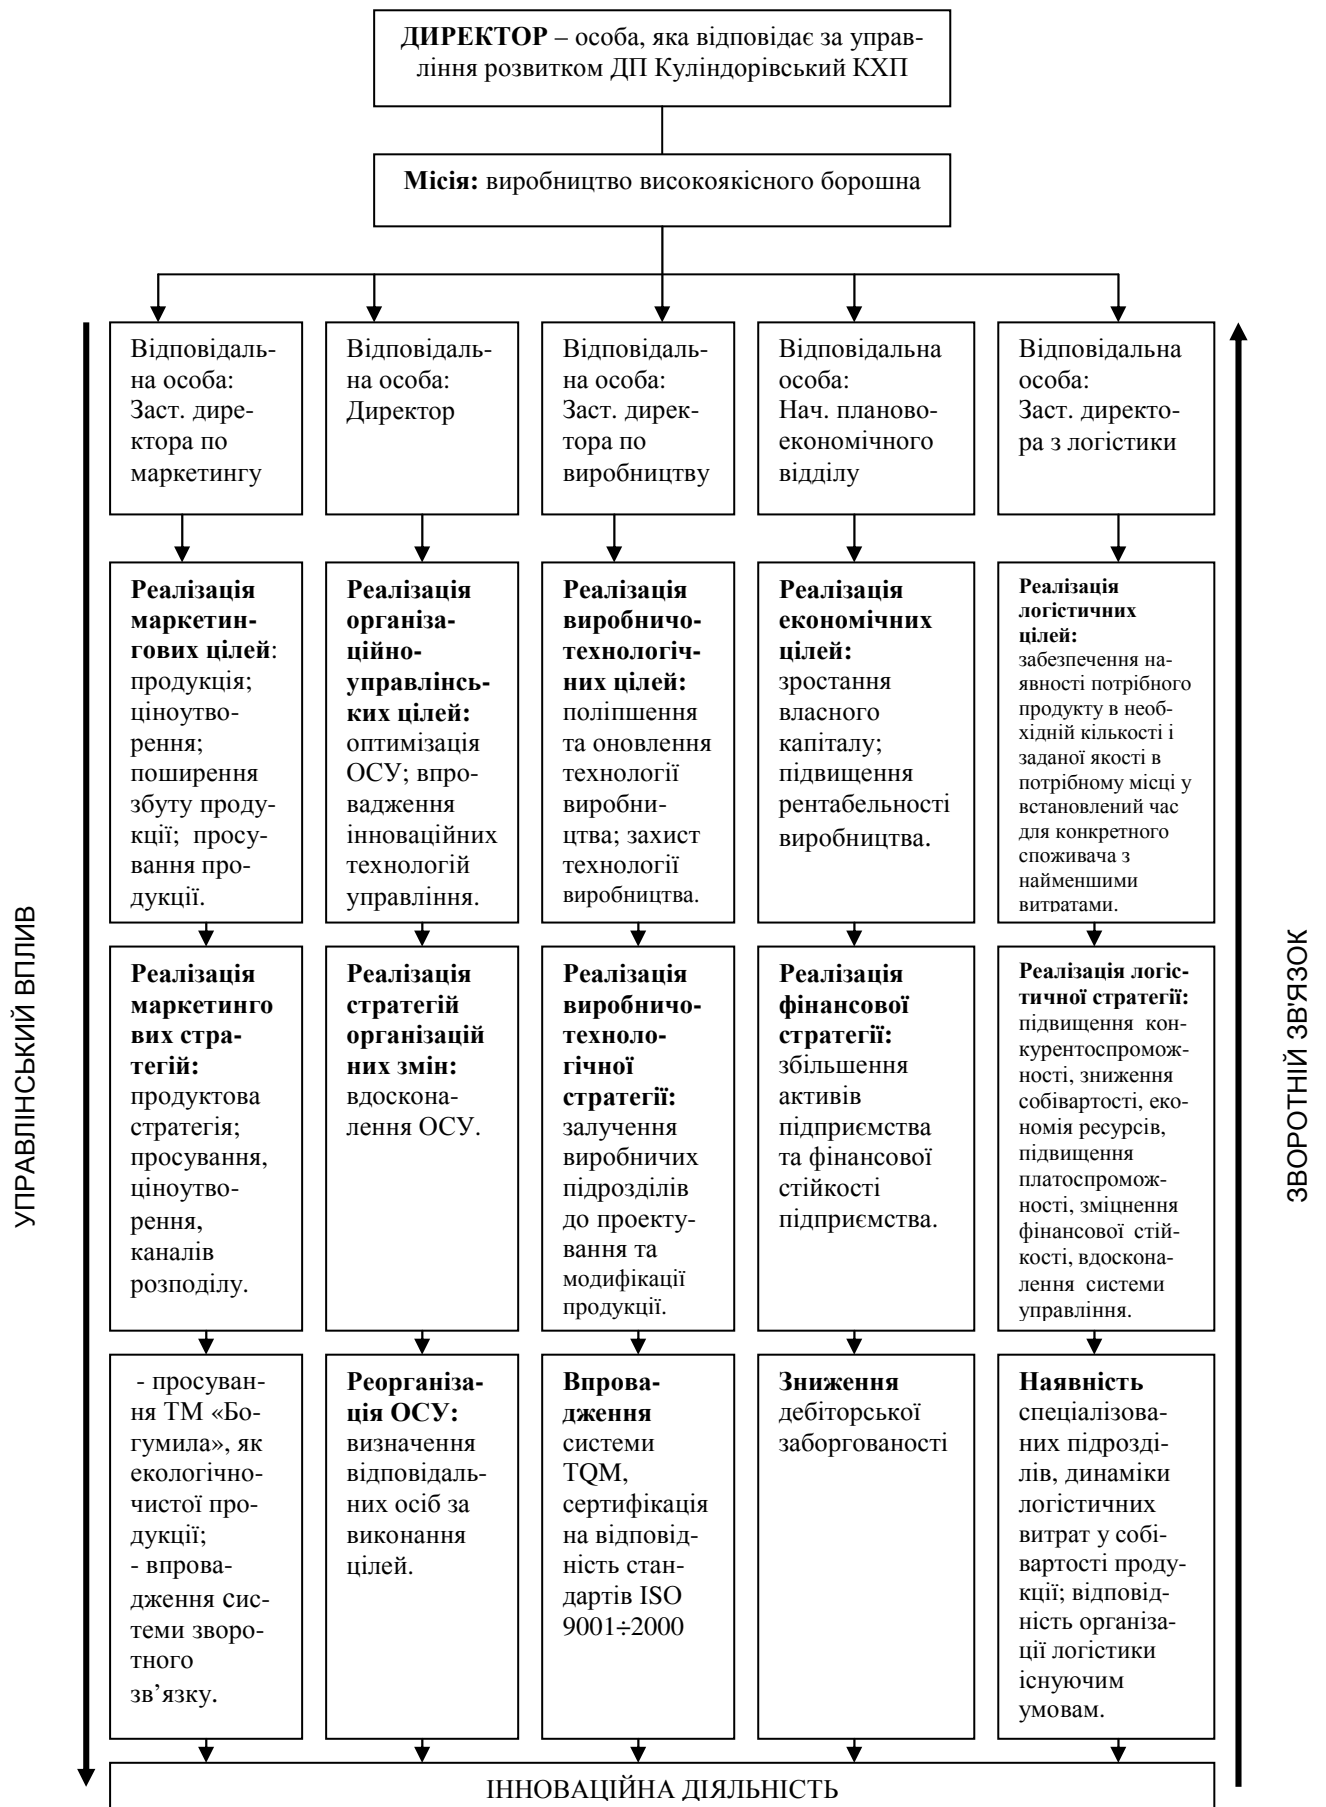 ДИРЕКТОР – особа, яка відповідає за управ-
ління розвитком ДП Куліндорівський КХП
Місія: виробництво високоякісного борошна
УПРАВЛІНСЬКИЙ ВПЛИВ
Відповідаль-
на особа:
Заст. дире-
ктора по
маркетингу
Відповідаль-
на особа:
Директор
Відповідаль-
на особа:
Заст. дирек-
тора по
виробництву
Відповідальна
особа:
Нач. планово-
економічного
відділу
Відповідальна
особа:
Заст. директо-
ра з логістики
Реалізація
маркетин-
гових цілей:
продукція;
ціноутво-
рення;
поширення
збуту проду-
кції; просу-
вання про-
дукції.
Реалізація
організа-
ційно-
управлінсь-
ких цілей:
оптимізація
ОСУ; впро-
вадження
інноваційних
технологій
управління.
Реалізація
виробничо-
технологіч-
них цілей:
поліпшення
та оновлення
технології
виробни-
цтва; захист
технології
виробництва.
Реалізація
економічних
цілей:
зростання
власного
капіталу;
підвищення
рентабельності
виробництва.
Реалізація
логістичних
цілей:
забезпечення на-
явності потрібного
продукту в необ-
хідній кількості і
заданої якості в
потрібному місці у
встановлений час
для конкретного
споживача з
найменшими
витратами.
Реалізація
маркетинго
вих стра-
тегій:
продуктова
стратегія;
просування,
ціноутво-
рення,
каналів
розподілу.
Реалізація
стратегій
організацій
них змін:
вдоскона-
лення ОСУ.
Реалізація
виробничо-
техноло-
гічної
стратегії:
залучення
виробничих
підрозділів
до проекту-
вання та
модифікації
продукції.
Реалізація
фінансової
стратегії:
збільшення
активів
підприємства
та фінансової
стійкості
підприємства.
Реалізація логіс-
тичної стратегії:
підвищення кон-
курентоспромож-
ності, зниження
собівартості, еко-
номія ресурсів,
підвищення
платоспромож-
ності, зміцнення
фінансової стій-
кості, вдоскона-
лення системи
управління.
- просуван-
ня ТМ «Бо-
гумила», як
екологічно-
чистої про-
дукції;
- впрова-
дження сис-
теми зворо-
тного
зв’язку.
Реорганіза-
ція ОСУ:
визначення
відповідаль-
них осіб за
виконання
цілей.
Впрова-
дження
системи
TQM,
сертифікація
на відповід-
ність стан-
дартів ISO
9001÷2000
Зниження
дебіторської
заборгованості
Наявність
спеціалізова-
них підрозді-
лів, динаміки
логістичних
витрат у собі-
вартості проду-
кції; відповід-
ність організа-
ції логістики
існуючим
умовам.
ЗВОРОТНІЙ ЗВ'ЯЗОК
ІННОВАЦІЙНА ДІЯЛЬНІСТЬ